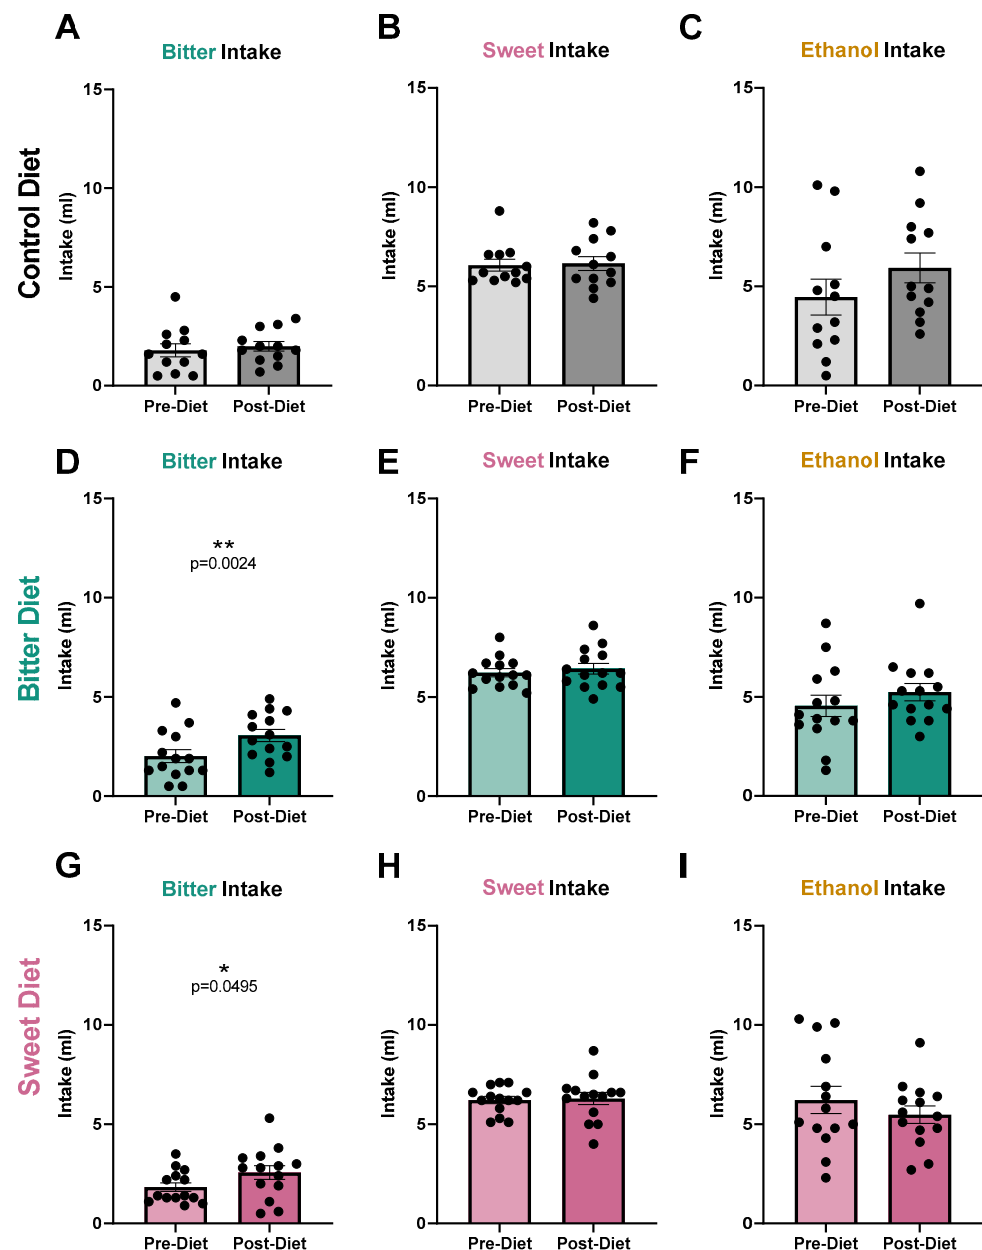 A
B
C
Bitter Intake
Sweet Intake
Ethanol Intake
Control Diet
Intake (ml)
15
10
5
0
Pre-Diet
Post-Diet
Intake (ml)
15
10
5
0
Pre-Diet
Post-Diet
Intake (ml)
15
10
5
0
Pre-Diet
Post-Diet
D
E
F
Bitter Intake
Sweet Intake
Ethanol Intake
Bitter Diet
Intake (ml)
15
10
5
0
**
p=0.0024
Pre-Diet
Post-Diet
Intake (ml)
15
10
5
0
Pre-Diet
Post-Diet
Intake (ml)
15
10
5
0
Pre-Diet
Post-Diet
G
H
I
Bitter Intake
Sweet Intake
Ethanol Intake
Sweet Diet
Intake (ml)
15
10
5
0
*
p=0.0495
Pre-Diet
Post-Diet
Intake (ml)
15
10
5
0
Pre-Diet
Post-Diet
Intake (ml)
15
10
5
0
Pre-Diet
Post-Diet